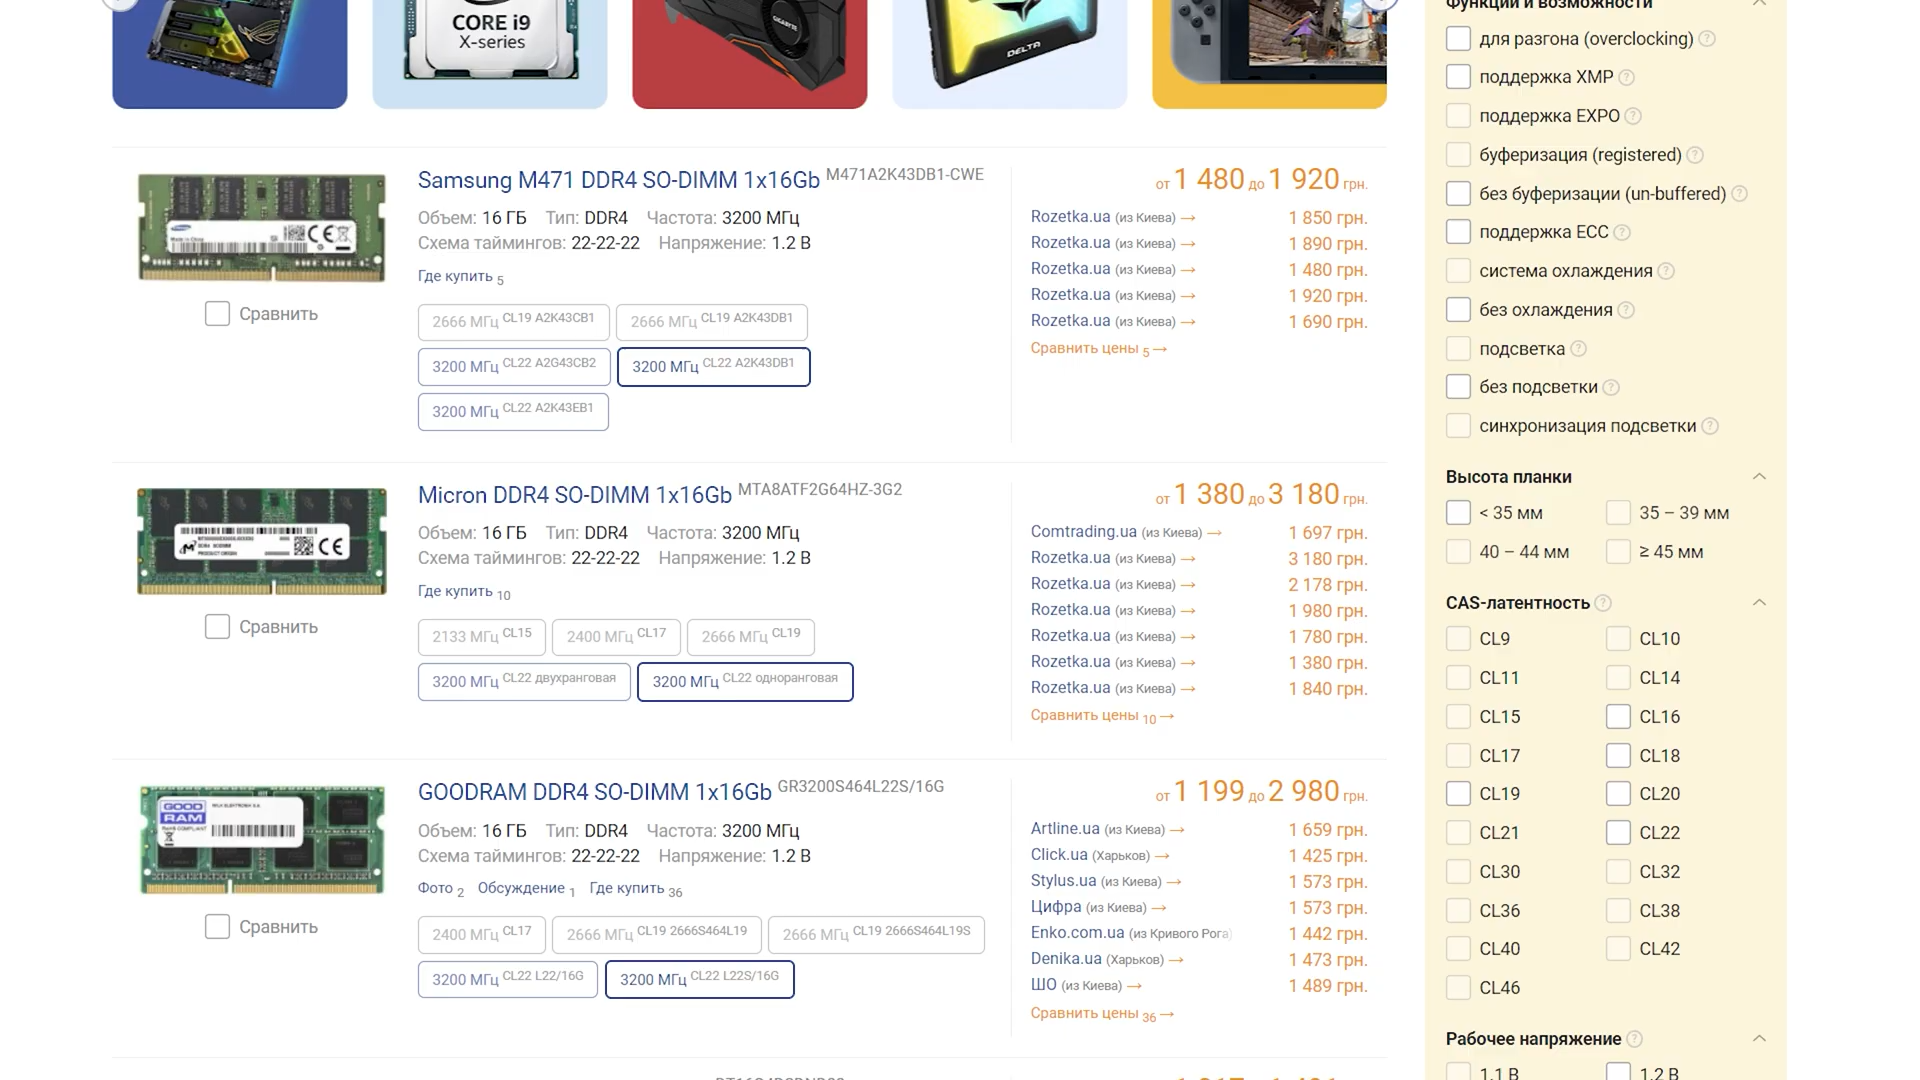 CORE i9
X-series
GIGABYTE
DELTA
Samsung M471 DDR4 SO-DIMM 1x16Gb M471A2K43DB1-CWE
Объем: 16 ГБ Тип: DDR4 Частота: 3200 МГц
Схема таймингов: 22-22-22 Напряжение: 1.2 В
Где купить 5
2666 МГц CL19 A2K43CB1 2666 МГц CL19 A2K43DB1
3200 МГц CL22 A2G43CB2 3200 МГц CL22 A2K43DB1
3200 МГц CL22 A2K43EB1
Сравнить
от 1 480 до 1 920 грн.
Rozetka.ua (из Киева) → 1 850 грн.
Rozetka.ua (из Киева) → 1 890 грн.
Rozetka.ua (из Киева) → 1 480 грн.
Rozetka.ua (из Киева) → 1 920 грн.
Rozetka.ua (из Киева) → 1 690 грн.
Сравнить цены 5 →
Micron DDR4 SO-DIMM 1x16Gb MTA8ATF2G64HZ-3G2
Объем: 16 ГБ Тип: DDR4 Частота: 3200 МГц
Схема таймингов: 22-22-22 Напряжение: 1.2 В
Где купить 10
2133 МГц CL15 2400 МГц CL17 2666 МГц CL19
3200 МГц CL22 двухранговая 3200 МГц CL22 одноранговая
Сравнить
от 1 380 до 3 180 грн.
Comtrading.ua (из Киева) → 1 697 грн.
Rozetka.ua (из Киева) → 3 180 грн.
Rozetka.ua (из Киева) → 2 178 грн.
Rozetka.ua (из Киева) → 1 980 грн.
Rozetka.ua (из Киева) → 1 780 грн.
Rozetka.ua (из Киева) → 1 380 грн.
Rozetka.ua (из Киева) → 1 840 грн.
Сравнить цены 10 →
GOOD
RAM
GOODRAM DDR4 SO-DIMM 1x16Gb GR3200S464L22S/16G
Объем: 16 ГБ Тип: DDR4 Частота: 3200 МГц
Схема таймингов: 22-22-22 Напряжение: 1.2 В
Фото 2 Обсуждение 1 Где купить 36
2400 МГц CL17 2666 МГц CL19 2666S464L19 2666 МГц CL19 2666S464L19S
3200 МГц CL22 L22/16G 3200 МГц CL22 L22S/16G
Сравнить
от 1 199 до 2 980 грн.
Artline.ua (из Киева) → 1 659 грн.
Click.ua (Харьков) → 1 425 грн.
Stylus.ua (из Киева) → 1 573 грн.
Цифра (из Киева) → 1 573 грн.
Enko.com.ua (из Кривого Рога) 1 442 грн.
Denika.ua (Харьков) → 1 473 грн.
ШО (из Киева) → 1 489 грн.
Сравнить цены 36 →
Функции и возможности
для разгона (overclocking) ?
поддержка XMP ?
поддержка EXPO ?
буферизация (registered) ?
без буферизации (un-buffered) ?
поддержка ECC ?
система охлаждения ?
без охлаждения ?
подсветка ?
без подсветки ?
синхронизация подсветки ?
Высота планки
< 35 мм 35 – 39 мм
40 – 44 мм ≥ 45 мм
CAS-латентность ?
CL9 CL10
CL11 CL14
CL15 CL16
CL17 CL18
CL19 CL20
CL21 CL22
CL30 CL32
CL36 CL38
CL40 CL42
CL46
Рабочее напряжение ?
1.1 В 1.2 В